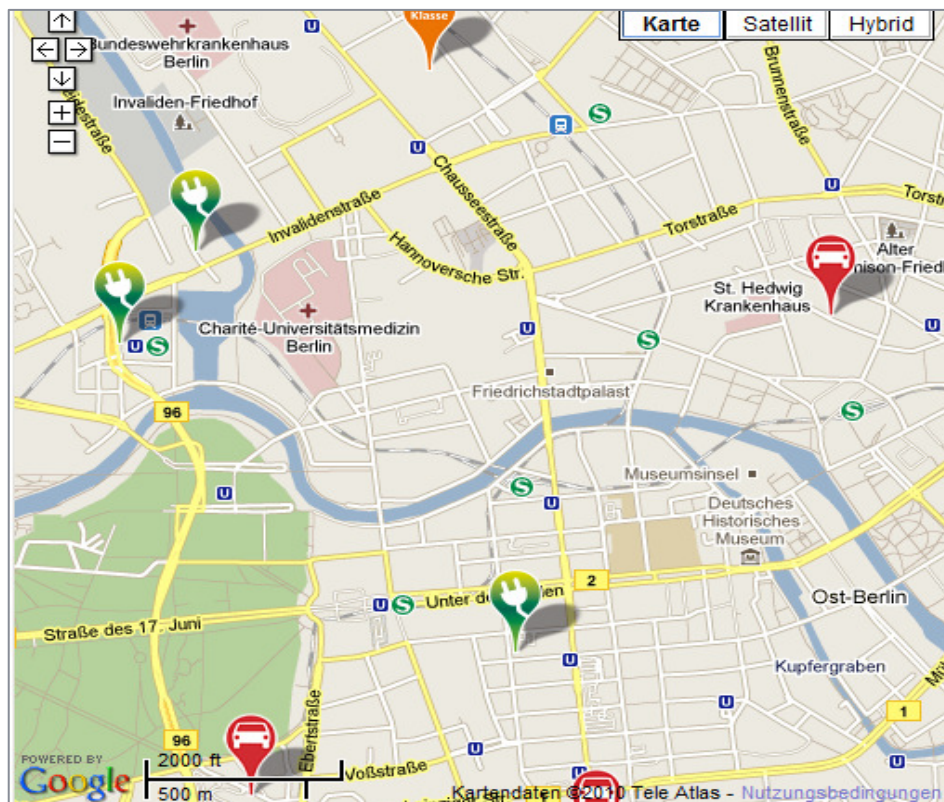 Klasse
Karte
Satellit
Hybrid
Bundeswehrkrankenhaus
Berlin
Invaliden-Friedhof
Brunnenstraße
U
Chausseestraße
S
U
Invalidenstraße
Torstraße
Hannoversche Str.
Alter
St. Hedwig
Krankenhaus
Charité-Universitätsmedizin
Berlin
U
S
U
S
U
Friedrichstadtpalast
96
S
Museumsinsel
U
S
U
Deutsches
Historisches
Museum
2
Unter
U
S
Ost-Berlin
Straße des 17. Juni
U
Kupfergraben
U
1
Ebertstraße
96
U
U
U
Voßstraße
POWERED BY
Google
2000 ft
500 m
Kartendaten ©2010 Tele Atlas - Nutzungsbedingungen